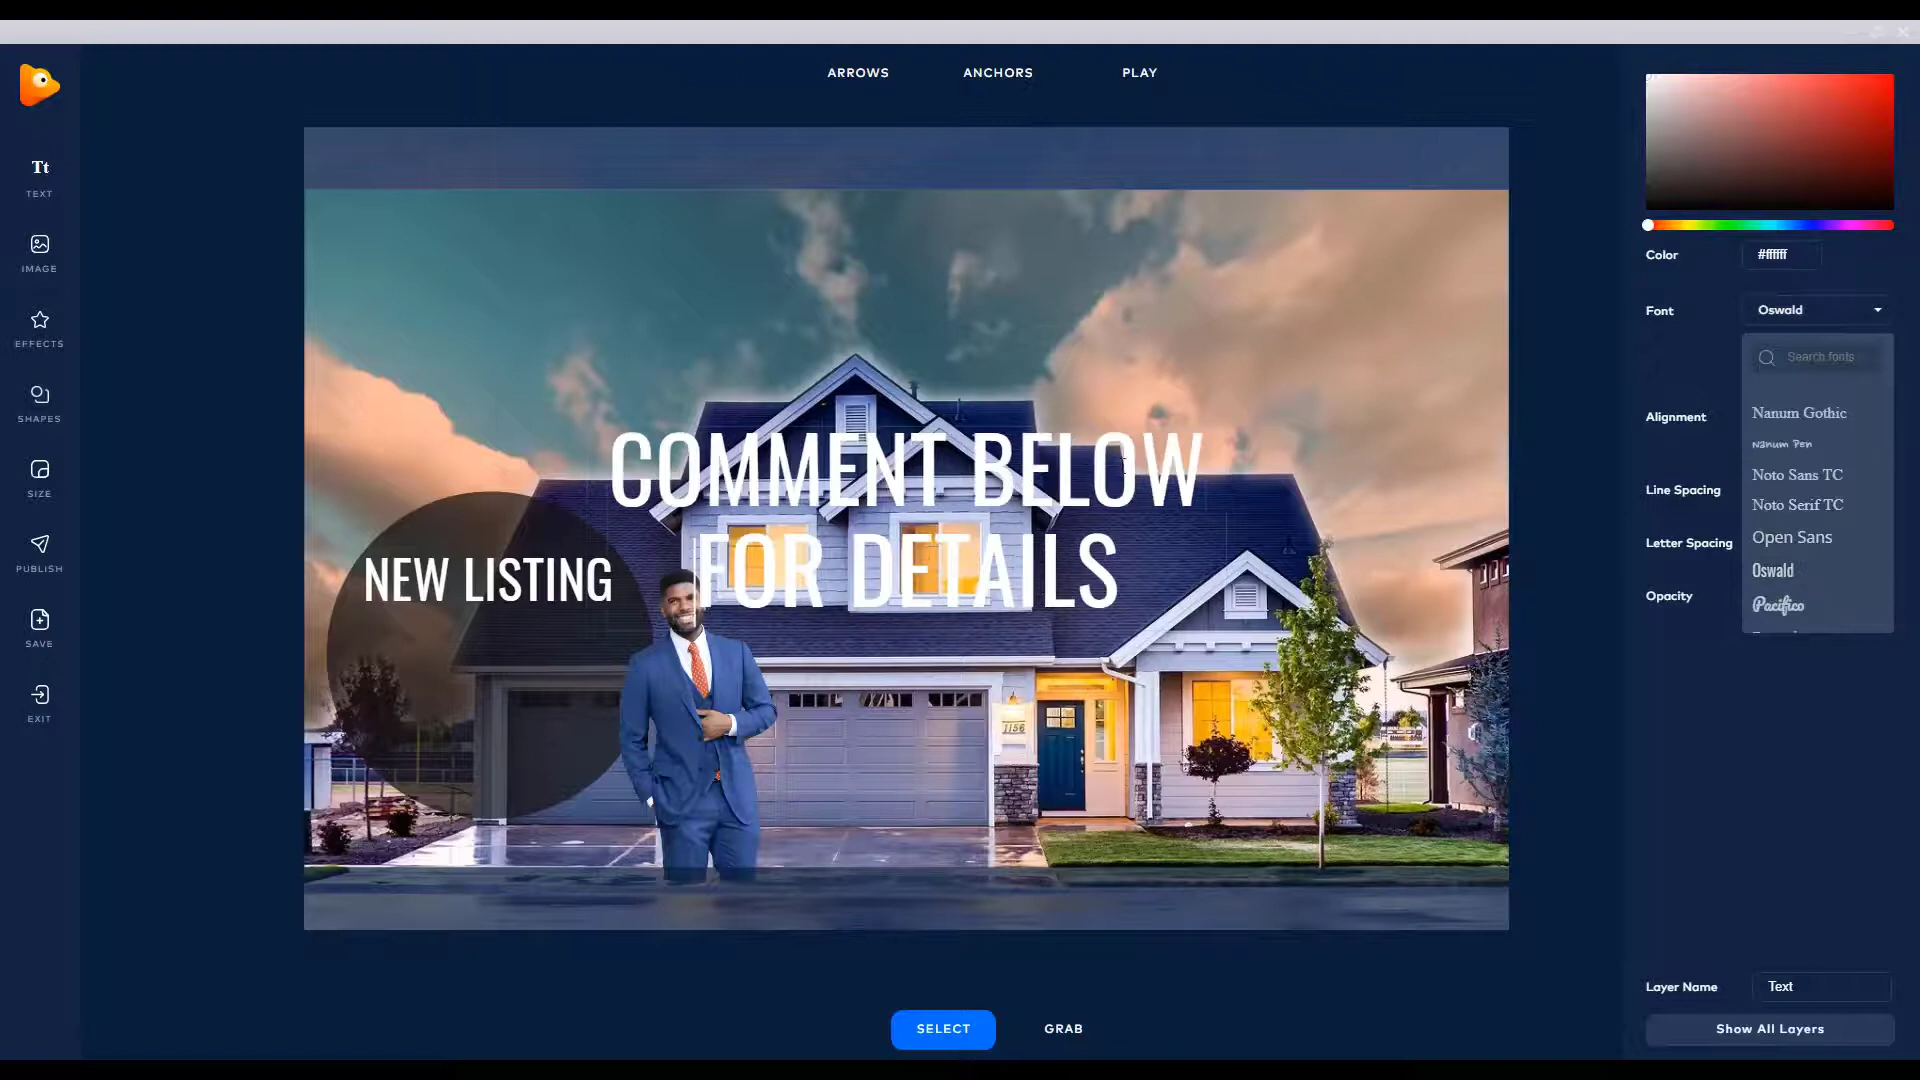 ARROWS
ANCHORS
PLAY
Tt
TEXT
IMAGE
EFFECTS
SHAPES
SIZE
PUBLISH
SAVE
EXIT
COMMENT BELOW
FOR DETAILS
NEW LISTING
1156
Color
#ffffff
Font
Oswald
Search fonts
Nanum Gothic
Nanum Pen
Noto Sans TC
Noto Serif TC
Open Sans
Oswald
Pacifico
Alignment
Line Spacing
Letter Spacing
Opacity
Layer Name
Text
Show All Layers
SELECT
GRAB